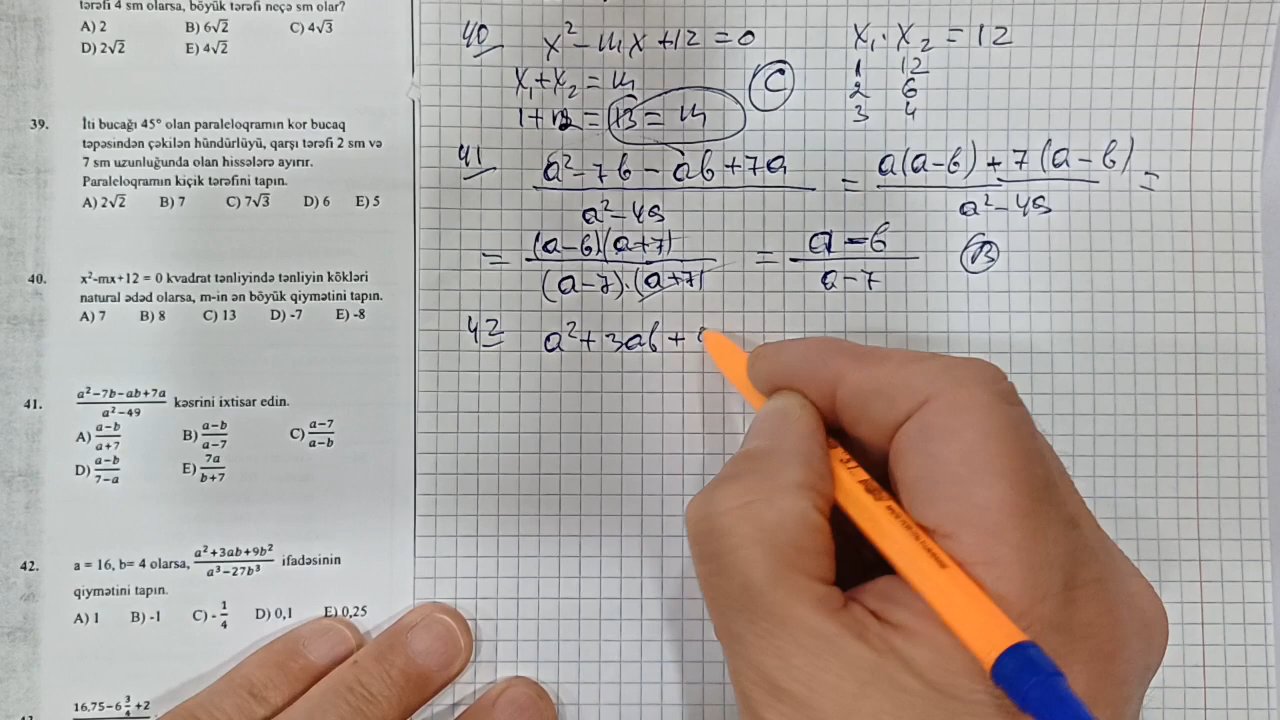 tərəfi 4 sm olarsa, böyük tərəfi neçə sm olar?
A) 2 B) 6√2 C) 4√3
D) 2√2 E) 4√2
39. İti bucağı 45° olan paraleloqramın kor bucaq
təpəsindən çəkilən hündürlüyü, qarşı tərəfi 2 sm və
7 sm uzunluğunda olan hissələrə ayırır.
Paraleloqramın kiçik tərəfini tapın.
A) 2√2 B) 7 C) 7√3 D) 6 E) 5
40. x²-mx+12 = 0 kvadrat tənliyində tənliyin kökləri
natural ədəd olarsa, m-in ən böyük qiymətini tapın.
A) 7 B) 8 C) 13 D) -7 E) -8
41. (a²−7b−ab+7a)/(a²−49) kəsrini ixtisar edin.
A) (a−b)/(a+7) B) (a−b)/(a−7) C) (a−7)/(a−b)
D) (a−b)/(7−a) E) 7a/(b+7)
42. a = 16, b= 4 olarsa, (a²+3ab+9b²)/(a³−27b³) ifadəsinin
qiymətini tapın.
A) 1 B) -1 C) -1/4 D) 0,1 E) 0,25
16,75−6 3/4 +2
40 x² − mx + 12 = 0 x₁ · x₂ = 12
x₁ + x₂ = m C 1 12
2 6
1 + 12 = 13 = m 3 4
41 (a² − 7b − ab + 7a)/(a² − 49) = (a(a−b) + 7(a−b))/(a² − 49) =
= ((a−b)(a+7))/((a−7)·(a+7)) = (a−b)/(a−7) B
42 a² + 3ab +